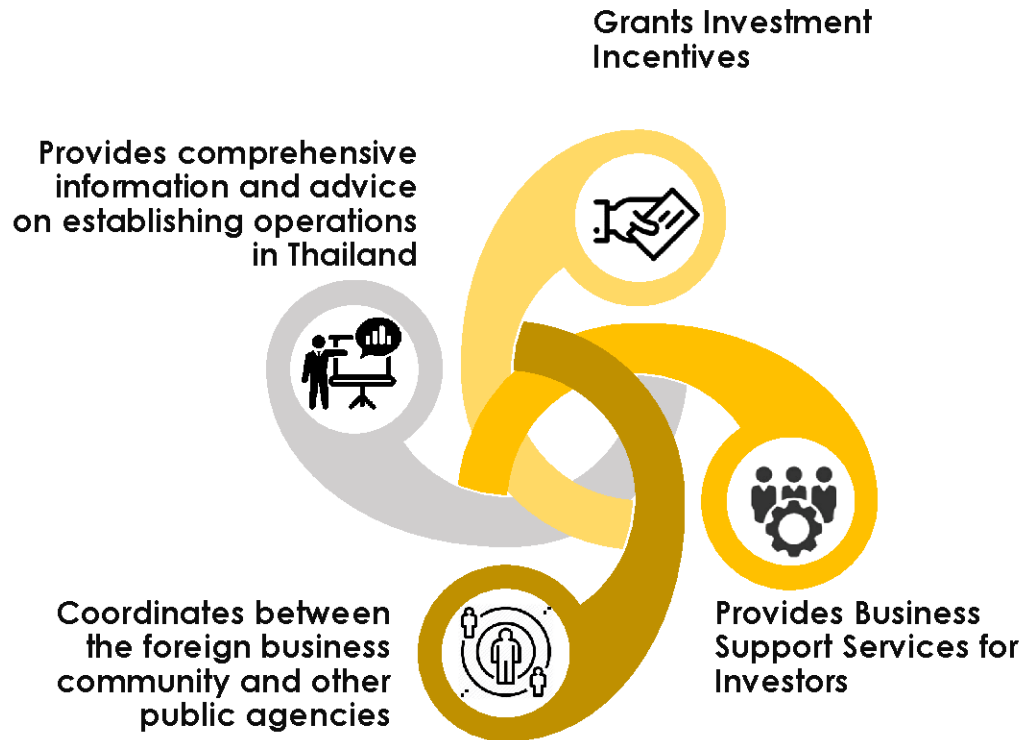 Grants Investment
Incentives
Provides comprehensive
information and advice
on establishing operations
in Thailand
Coordinates between
the foreign business
community and other
public agencies
Provides Business
Support Services for
Investors